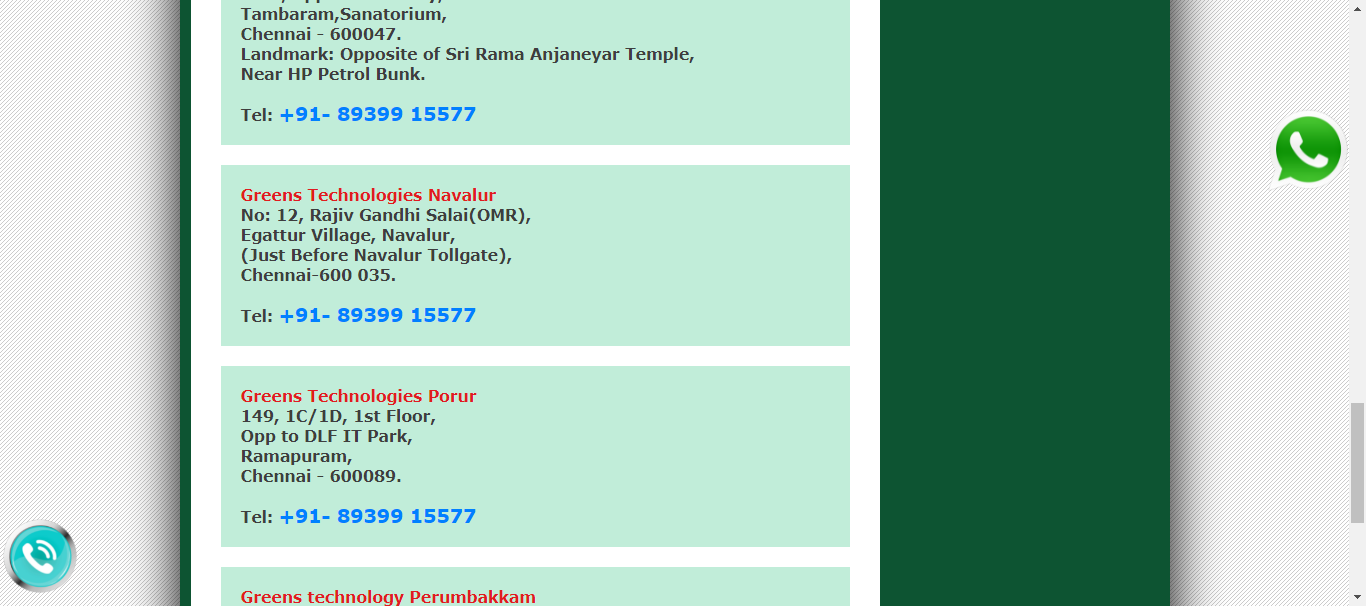 Tambaram,Sanatorium,
Chennai - 600047.
Landmark: Opposite of Sri Rama Anjaneyar Temple,
Near HP Petrol Bunk.
Tel: +91- 89399 15577
Greens Technologies Navalur
No: 12, Rajiv Gandhi Salai(OMR),
Egattur Village, Navalur,
(Just Before Navalur Tollgate),
Chennai-600 035.
Tel: +91- 89399 15577
Greens Technologies Porur
149, 1C/1D, 1st Floor,
Opp to DLF IT Park,
Ramapuram,
Chennai - 600089.
Tel: +91- 89399 15577
Greens technology Perumbakkam